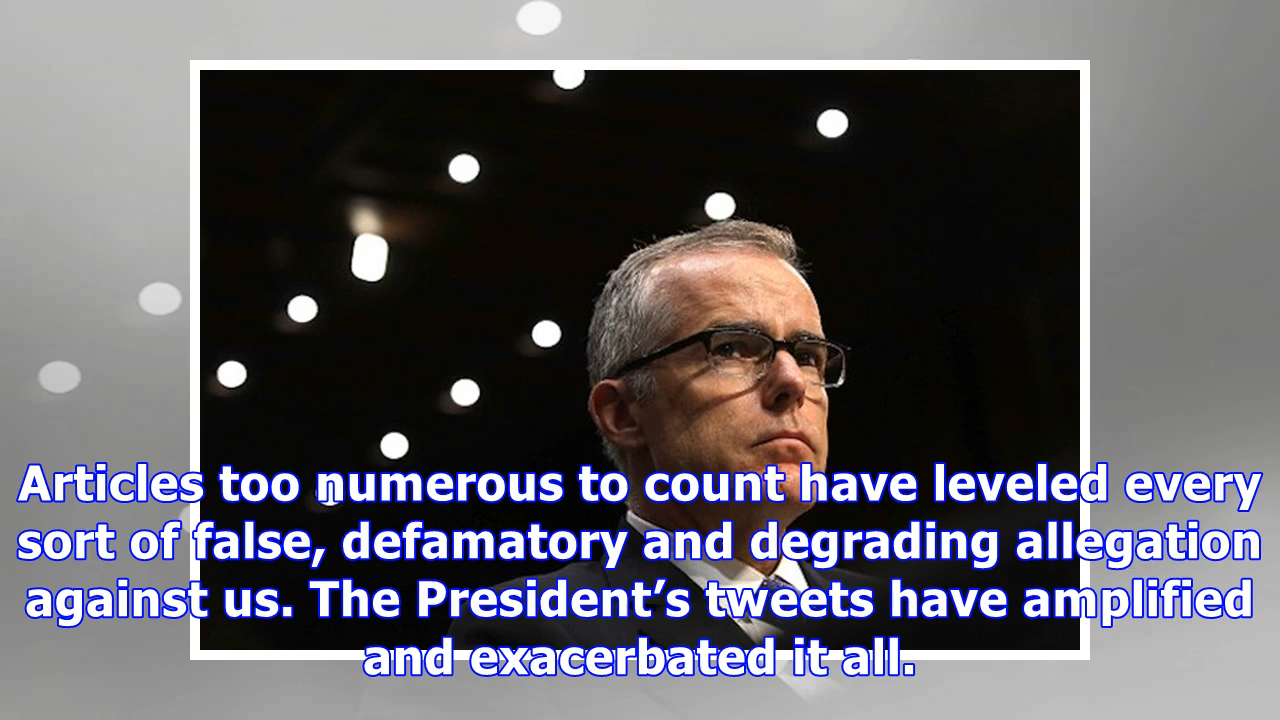 Articles too numerous to count have leveled every
sort of false, defamatory and degrading allegation
against us. The President’s tweets have amplified
and exacerbated it all.